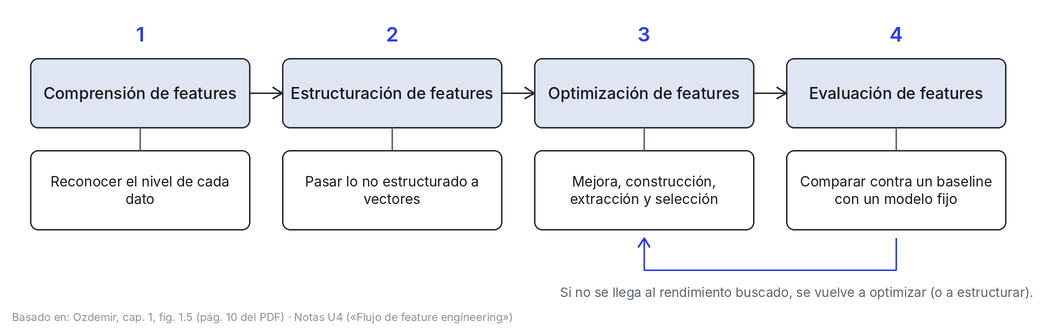 1
2
3
4
Comprensión de features
Estructuración de features
Optimización de features
Evaluación de features
Reconocer el nivel de cada
dato
Pasar lo no estructurado a
vectores
Mejora, construcción,
extracción y selección
Comparar contra un baseline
con un modelo fijo
Si no se llega al rendimiento buscado, se vuelve a optimizar (o a estructurar).
Basado en: Ozdemir, cap. 1, fig. 1.5 (pág. 10 del PDF) · Notas U4 («Flujo de feature engineering»)